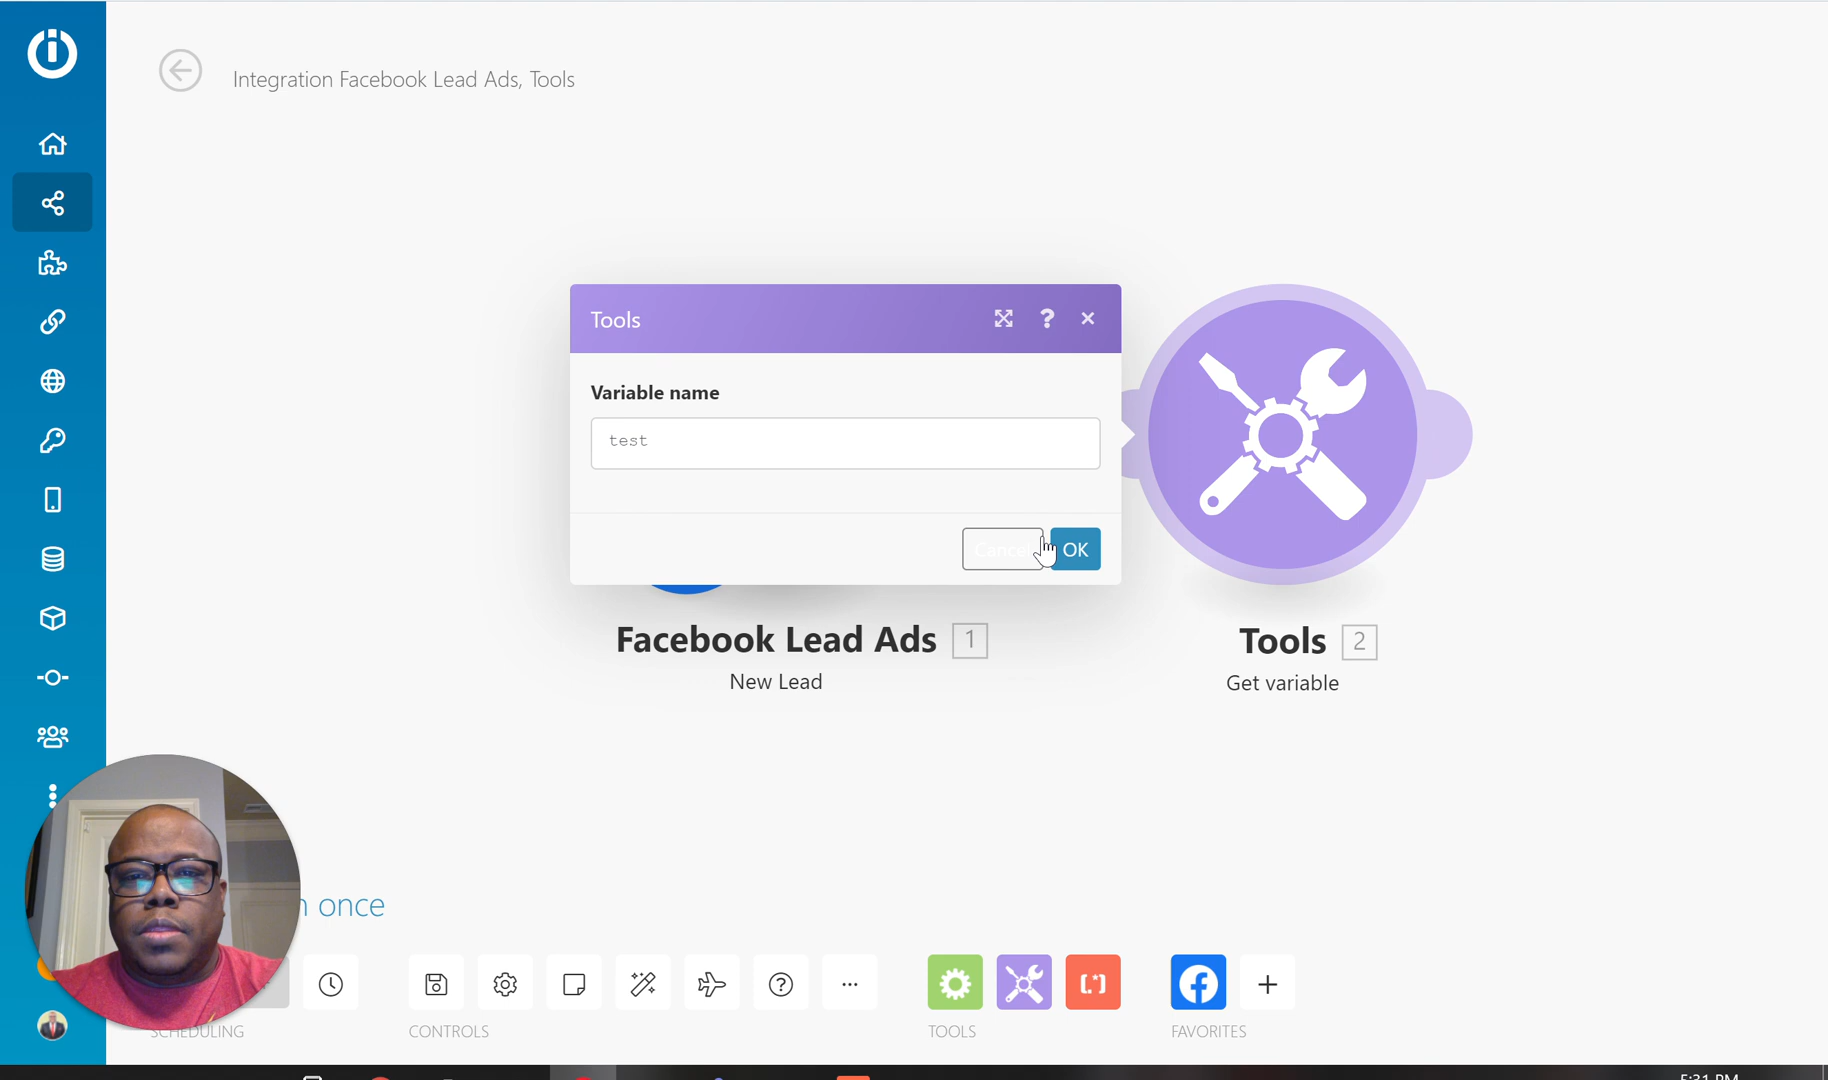 Integration Facebook Lead Ads, Tools
Tools
?
Variable name
test
Cancel
OK
Facebook Lead Ads 1
New Lead
Tools 2
Get variable
once
SCHEDULING
CONTROLS
TOOLS
FAVORITES